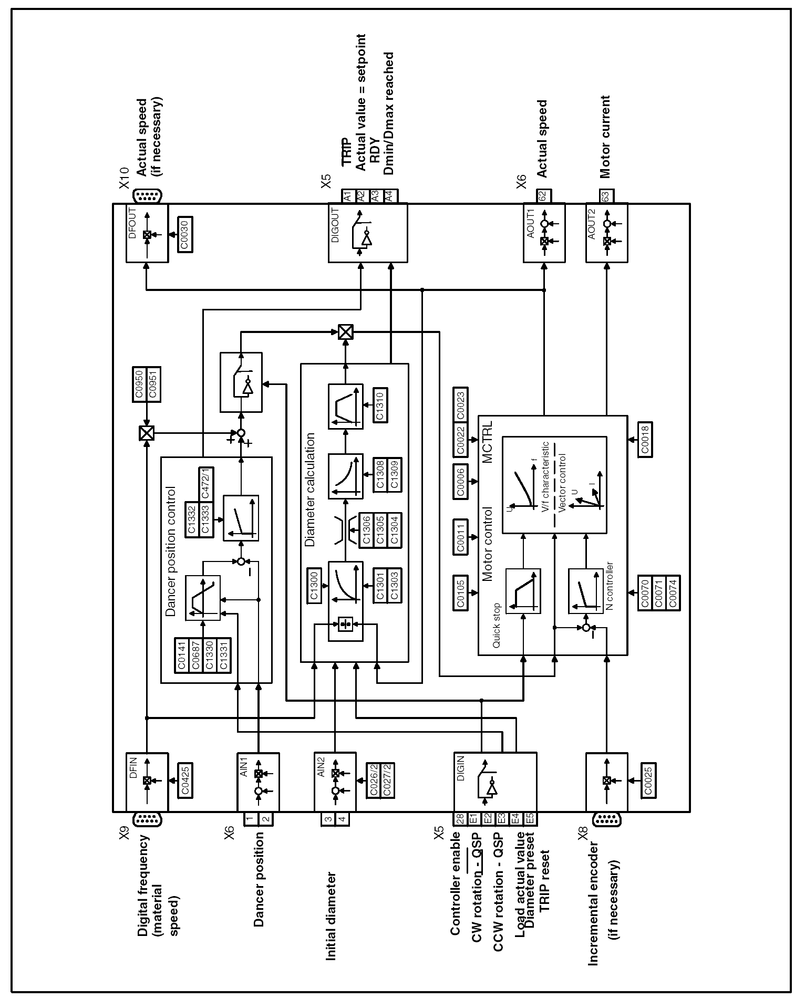 X9
Digital frequency
(material
speed)
DFIN
C0425
X6
Dancer position
1
2
AIN1
Initial diameter
3
4
AIN2
C026/2
C027/2
X5
Controller enable
CW rotation - QSP
CCW rotation - QSP
Load actual value
Diameter preset
TRIP reset
28
E1
E2
E3
E4
E5
DIGIN
X8
Incremental encoder
(if necessary)
C0025
Dancer position control
C0141
C0687
C1330
C1331
C1332
C1333
C472/1
-
C0950
C0951
+
+
Diameter calculation
C1300
C1301
C1303
C1306
C1305
C1304
C1308
C1309
C1310
Motor control
MCTRL
C0105
C0011
C0006
C0022
C0023
Quick stop
N controller
-
U
f
V/f characteristic
Vector control
U
I
C0070
C0071
C0074
C0018
X10
Actual speed
(if necessary)
DFOUT
C0030
X5
DIGOUT
A1
A2
A3
A4
TRIP
Actual value = setpoint
RDY
Dmin/Dmax reached
X6
AOUT1
62
Actual speed
AOUT2
63
Motor current